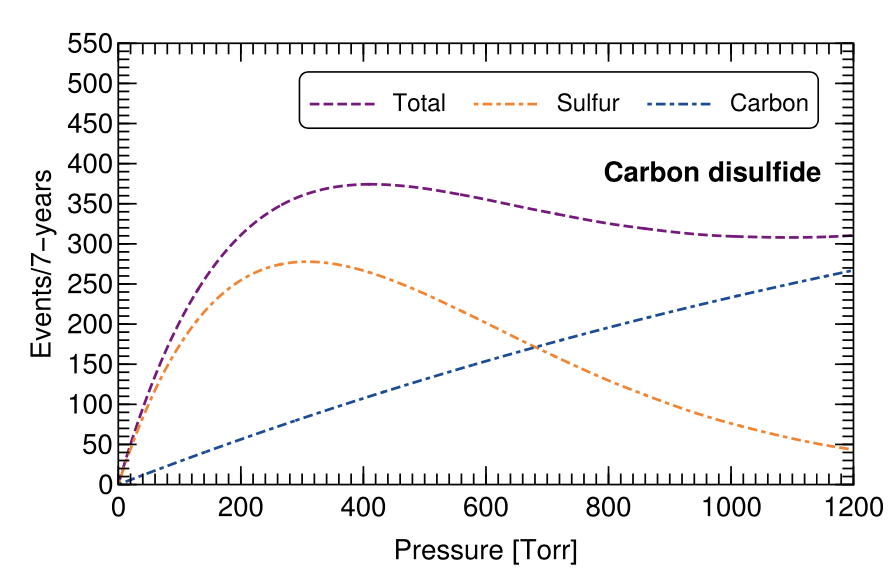 550
500
450
400
350
300
250
200
150
100
50
0
Events/7−years
Total Sulfur Carbon
Carbon disulfide
0 200 400 600 800 1000 1200
Pressure [Torr]